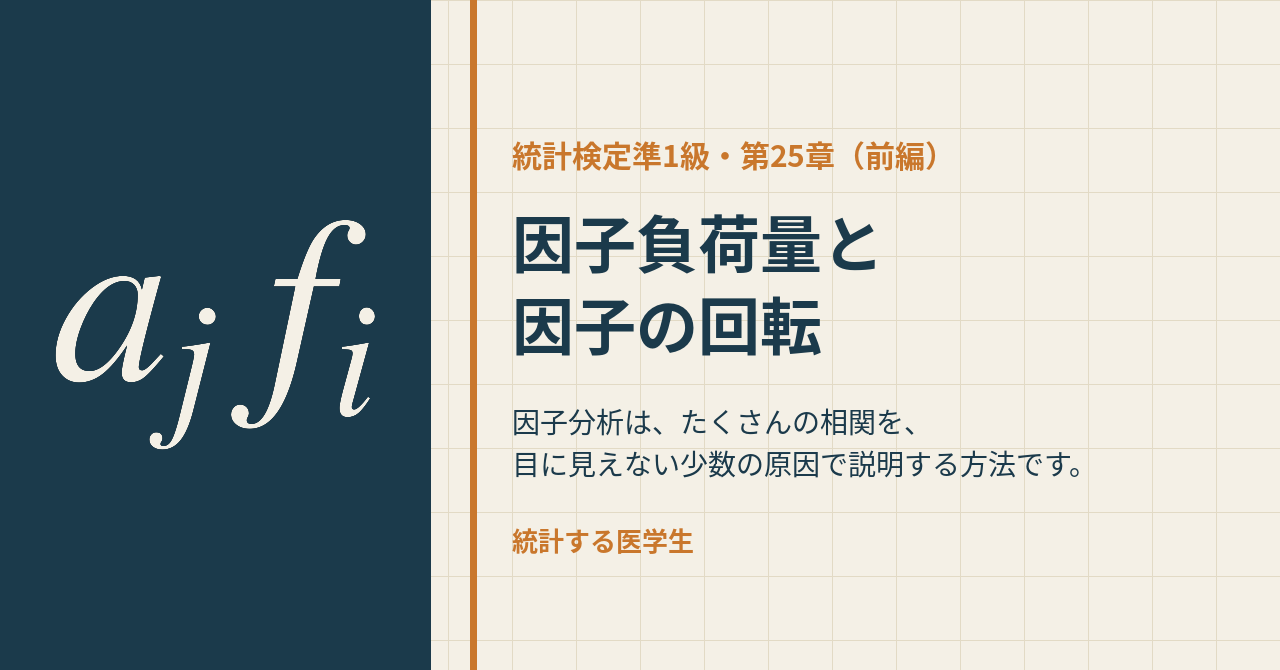 a_j f_i
統計検定準1級・第25章（前編）
因子負荷量と
因子の回転
因子分析は、たくさんの相関を、
目に見えない少数の原因で説明する方法です。
統計する医学生